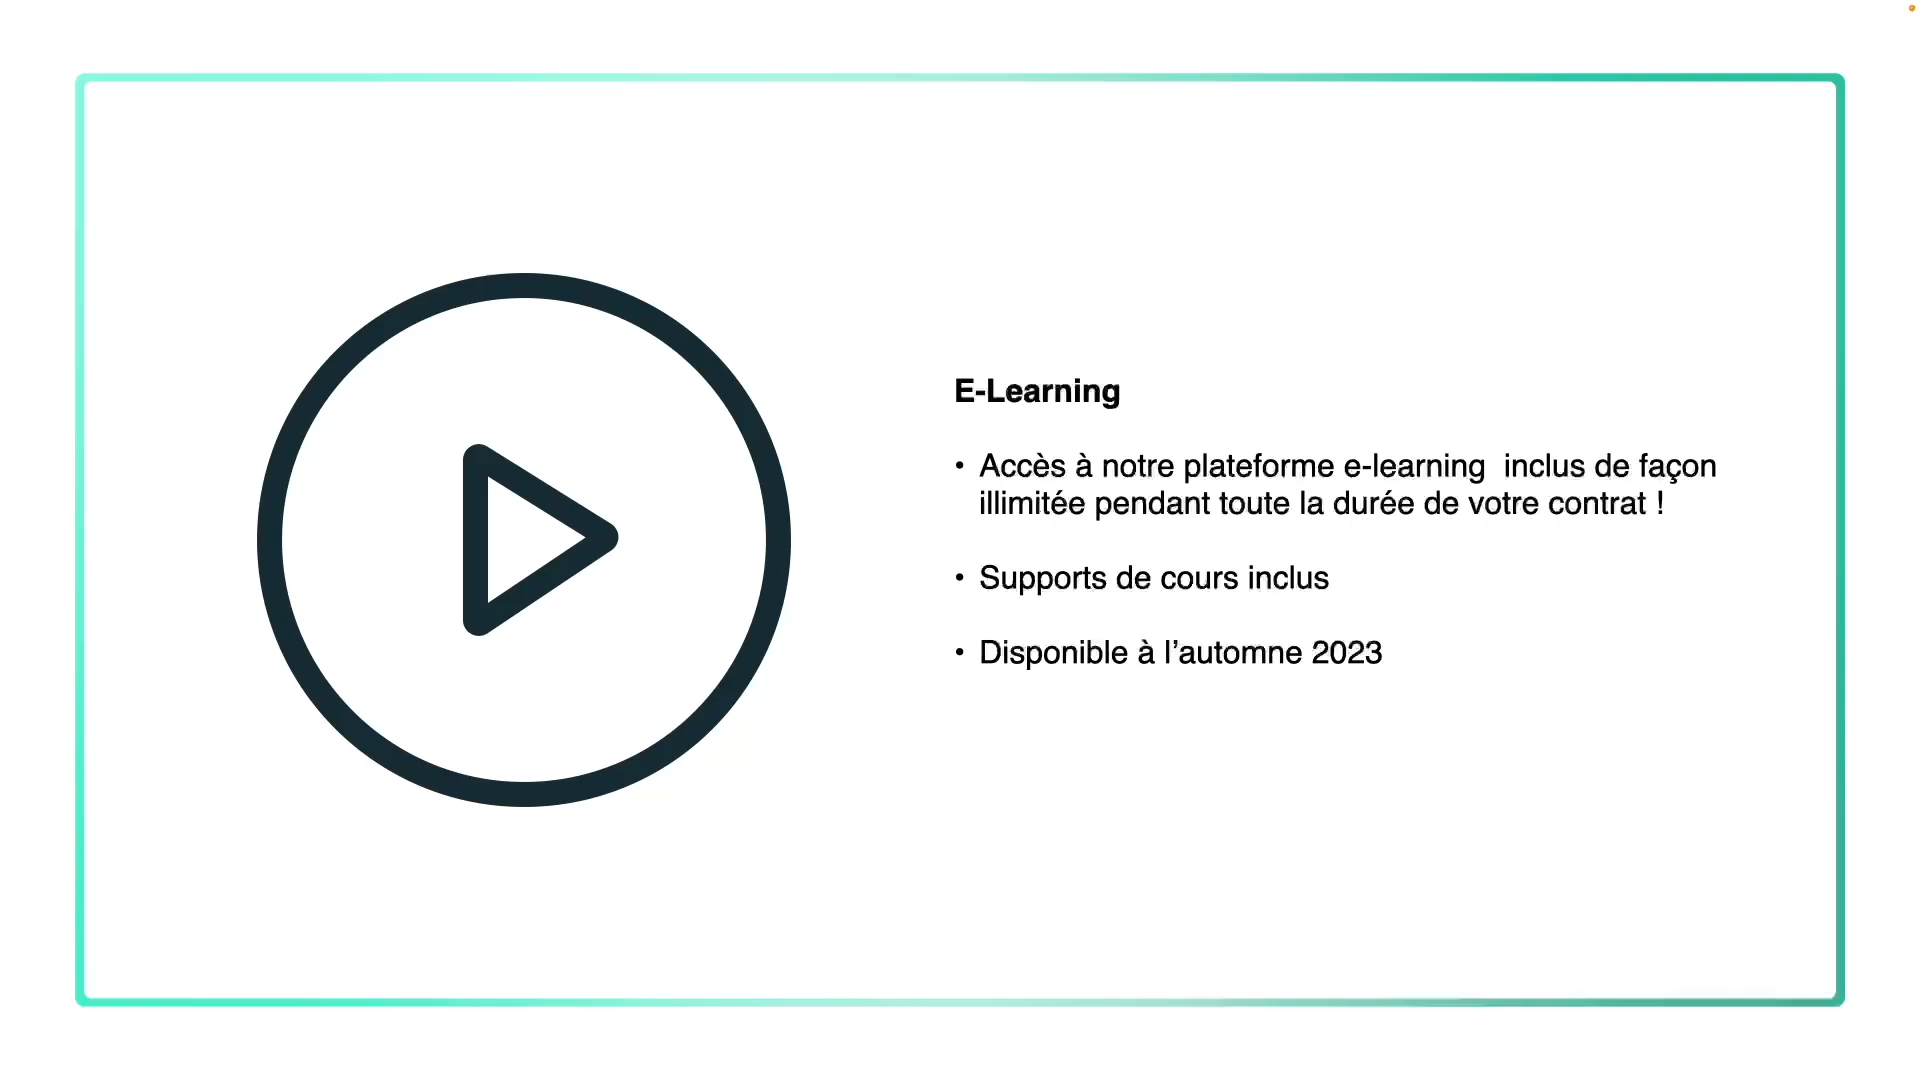 E-Learning
• Accès à notre plateforme e-learning  inclus de façon
illimitée pendant toute la durée de votre contrat !
• Supports de cours inclus
• Disponible à l’automne 2023